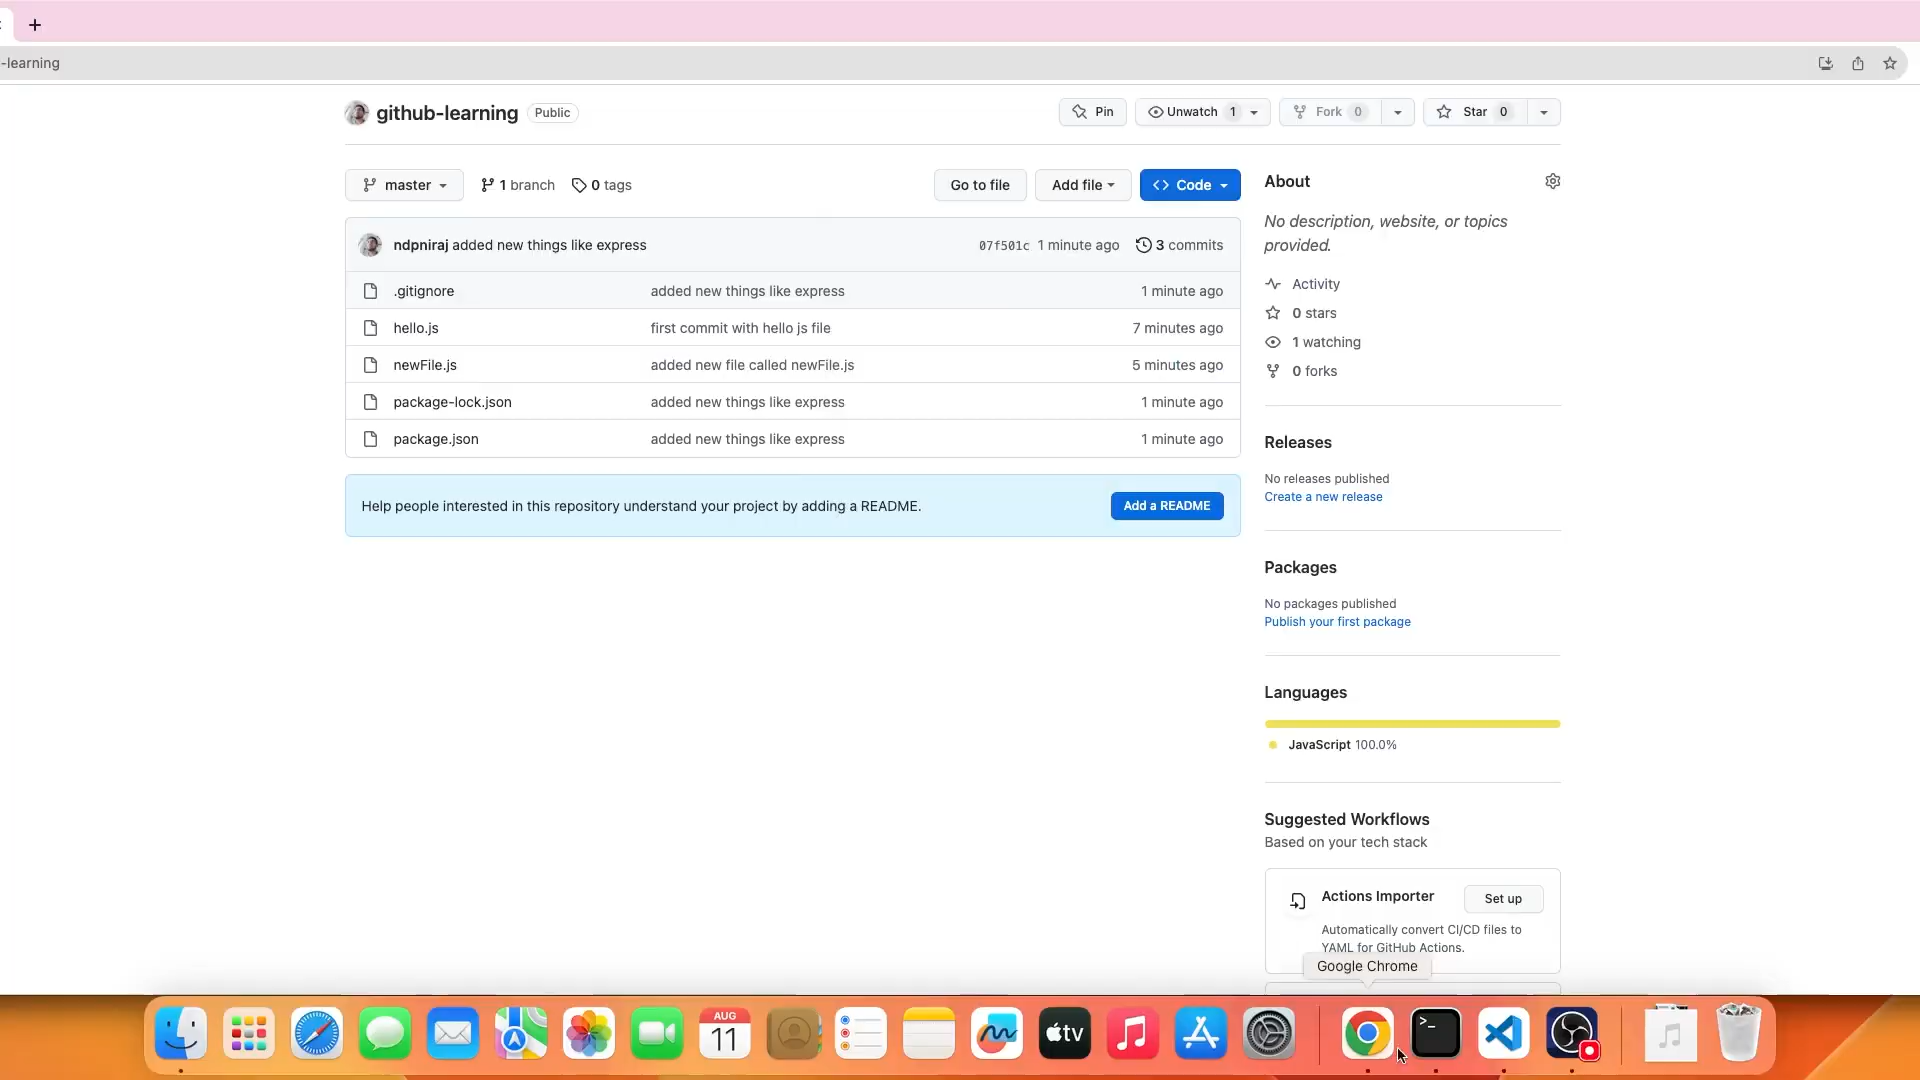 -learning
github-learning Public
Pin
Unwatch 1
Fork 0
Star 0
master
1 branch
0 tags
Go to file
Add file
Code
ndpniraj added new things like express
07f501c 1 minute ago
3 commits
.gitignore added new things like express 1 minute ago
hello.js first commit with hello js file 7 minutes ago
newFile.js added new file called newFile.js 5 minutes ago
package-lock.json added new things like express 1 minute ago
package.json added new things like express 1 minute ago
Help people interested in this repository understand your project by adding a README.
Add a README
About
No description, website, or topics
provided.
Activity
0 stars
1 watching
0 forks
Releases
No releases published
Create a new release
Packages
No packages published
Publish your first package
Languages
JavaScript 100.0%
Suggested Workflows
Based on your tech stack
Actions Importer
Set up
Automatically convert CI/CD files to
YAML for GitHub Actions.
Google Chrome
AUG
11
tv
>_